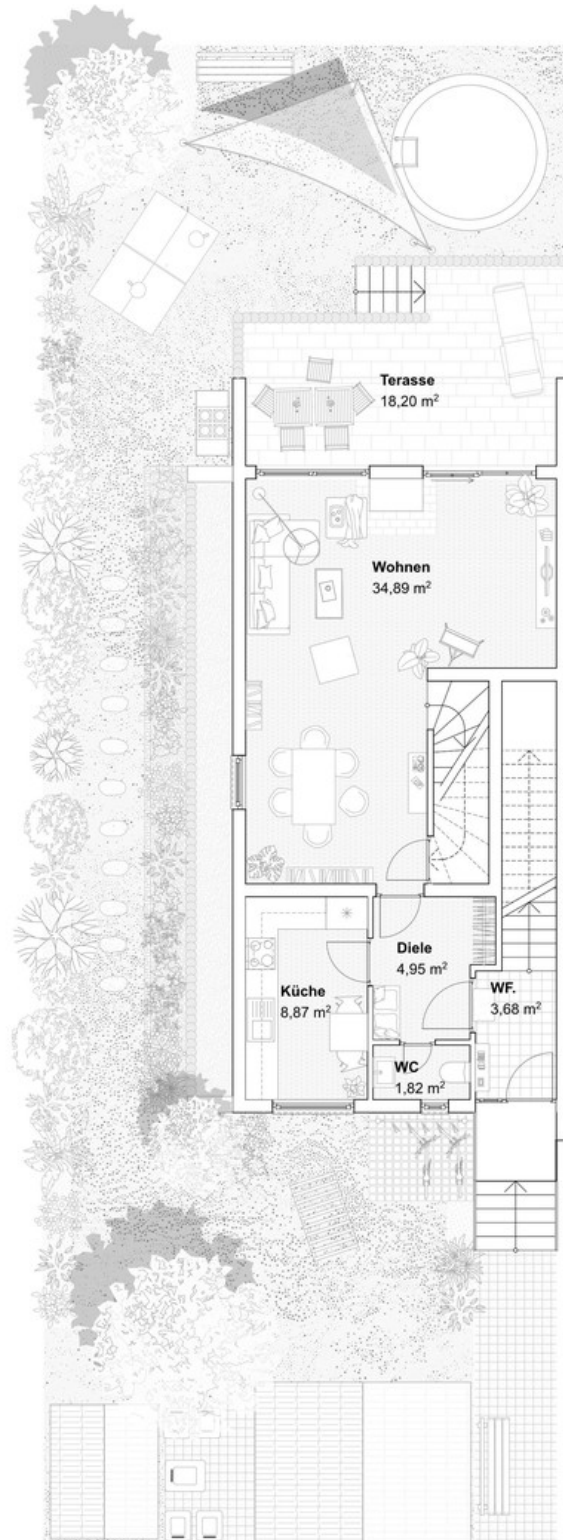 Terasse
18,20 m²
Wohnen
34,89 m²
Diele
4,95 m²
Küche
8,87 m²
WF.
3,68 m²
WC
1,82 m²